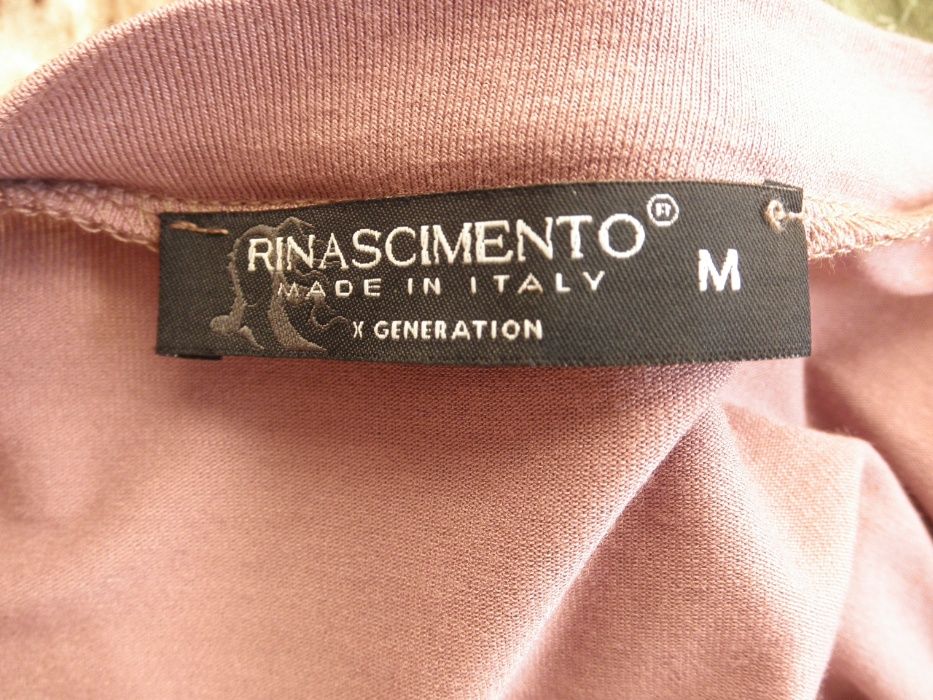 RINASCIMENTO ®
MADE IN ITALY
X GENERATION
M